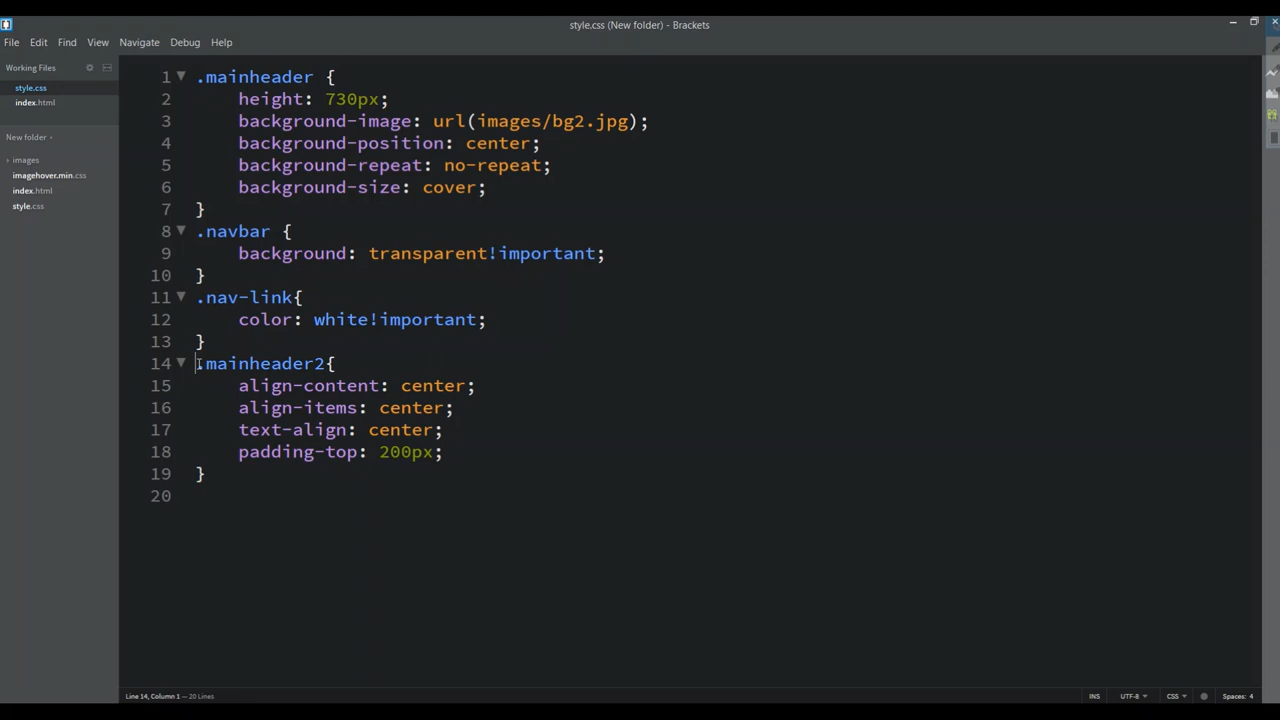 style.css (New folder) - Brackets
File Edit Find View Navigate Debug Help
Working Files
style.css
index.html
New folder
images
imagehover.min.css
index.html
style.css
1 .mainheader {
2 height: 730px;
3 background-image: url(images/bg2.jpg);
4 background-position: center;
5 background-repeat: no-repeat;
6 background-size: cover;
7 }
8 .navbar {
9 background: transparent!important;
10 }
11 .nav-link{
12 color: white!important;
13 }
14 .mainheader2{
15 align-content: center;
16 align-items: center;
17 text-align: center;
18 padding-top: 200px;
19 }
20
Line 14, Column 1 — 20 Lines
INS UTF-8 CSS Spaces: 4